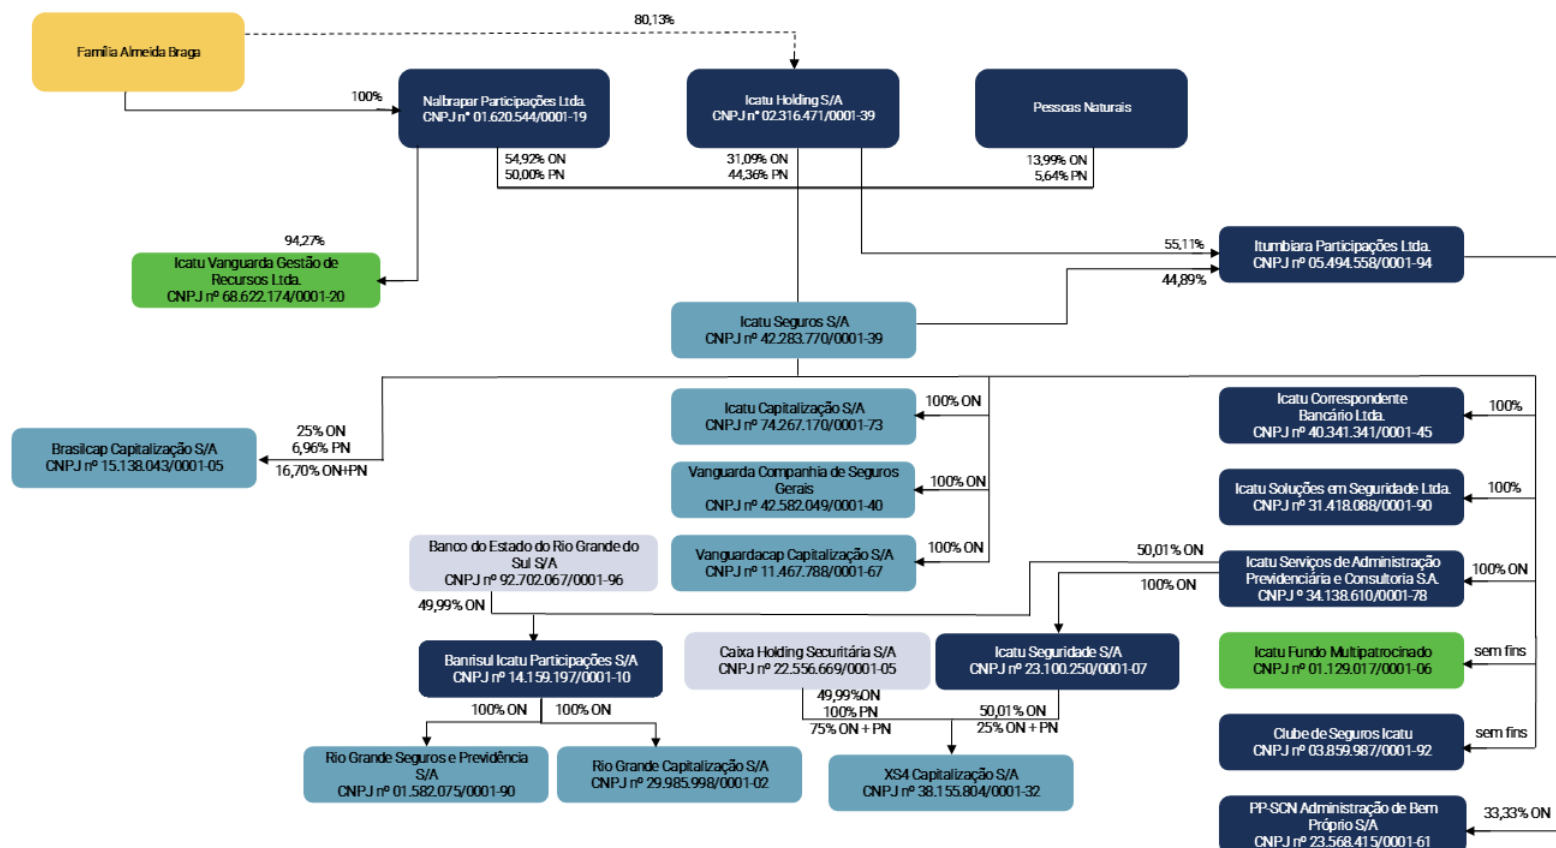 80,13%
Família Almeida Braga
100%
Nalbrapar Participações Ltda.
CNPJ n° 01.620.544/0001-19
Icatu Holding S/A
CNPJ n° 02.316.471/0001-39
Pessoas Naturais
54,92% ON
50,00% PN
31,09% ON
44,36% PN
13,99% ON
5,64% PN
94,27%
Icatu Vanguarda Gestão de
Recursos Ltda.
CNPJ nº 68.622.174/0001-20
55,11%
44,89%
Itumbiara Participações Ltda.
CNPJ nº 05.494.558/0001-94
Icatu Seguros S/A
CNPJ nº 42.283.770/0001-39
Brasilcap Capitalização S/A
CNPJ nº 15.138.043/0001-05
25% ON
6,96% PN
16,70% ON+PN
Icatu Capitalização S/A
CNPJ nº 74.267.170/0001-73
100% ON
Icatu Correspondente
Bancário Ltda.
CNPJ nº 40.341.341/0001-45
100%
Vanguarda Companhia de Seguros
Gerais
CNPJ nº 42.582.049/0001-40
100% ON
Icatu Soluções em Seguridade Ltda.
CNPJ nº 31.418.088/0001-90
100%
Banco do Estado do Rio Grande do
Sul S/A
CNPJ nº 92.702.067/0001-96
Vanguardacap Capitalização S/A
CNPJ nº 11.467.788/0001-67
100% ON
50,01% ON
100% ON
Icatu Serviços de Administração
Previdenciária e Consultoria S.A.
CNPJ º 34.138.610/0001-78
100% ON
49,99% ON
Banrisul Icatu Participações S/A
CNPJ nº 14.159.197/0001-10
Caixa Holding Securitária S/A
CNPJ nº 22.556.669/0001-05
Icatu Seguridade S/A
CNPJ nº 23.100.250/0001-07
Icatu Fundo Multipatrocinado
CNPJ nº 01.129.017/0001-06
sem fins
100% ON
100% ON
49,99%ON
100% PN
75% ON + PN
50,01% ON
25% ON + PN
Clube de Seguros Icatu
CNPJ nº 03.859.987/0001-92
sem fins
Rio Grande Seguros e Previdência
S/A
CNPJ nº 01.582.075/0001-90
Rio Grande Capitalização S/A
CNPJ nº 29.985.998/0001-02
XS4 Capitalização S/A
CNPJ nº 38.155.804/0001-32
PP-SCN Administração de Bem
Próprio S/A
CNPJ nº 23.568.415/0001-61
33,33% ON